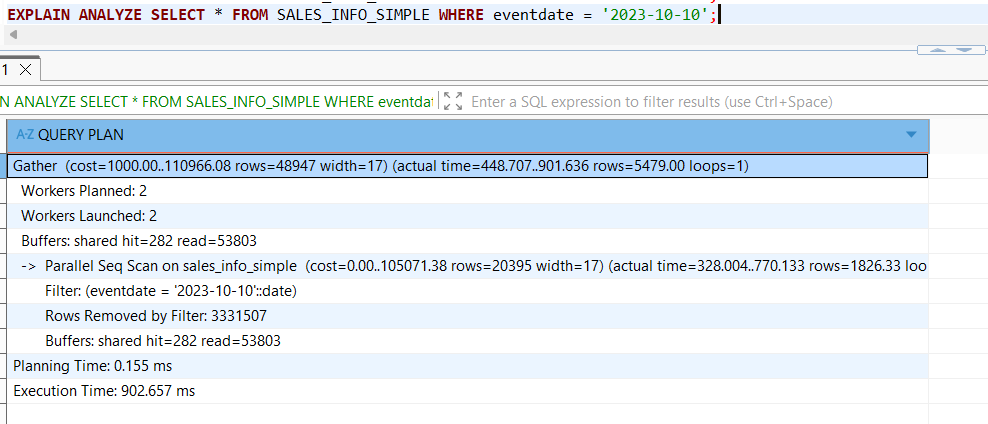 EXPLAIN ANALYZE SELECT * FROM SALES_INFO_SIMPLE WHERE eventdate = '2023-10-10';
1
N ANALYZE SELECT * FROM SALES_INFO_SIMPLE WHERE eventdat Enter a SQL expression to filter results (use Ctrl+Space)
A-Z QUERY PLAN
Gather (cost=1000.00..110966.08 rows=48947 width=17) (actual time=448.707..901.636 rows=5479.00 loops=1)
Workers Planned: 2
Workers Launched: 2
Buffers: shared hit=282 read=53803
-> Parallel Seq Scan on sales_info_simple (cost=0.00..105071.38 rows=20395 width=17) (actual time=328.004..770.133 rows=1826.33 loo
Filter: (eventdate = '2023-10-10'::date)
Rows Removed by Filter: 3331507
Buffers: shared hit=282 read=53803
Planning Time: 0.155 ms
Execution Time: 902.657 ms